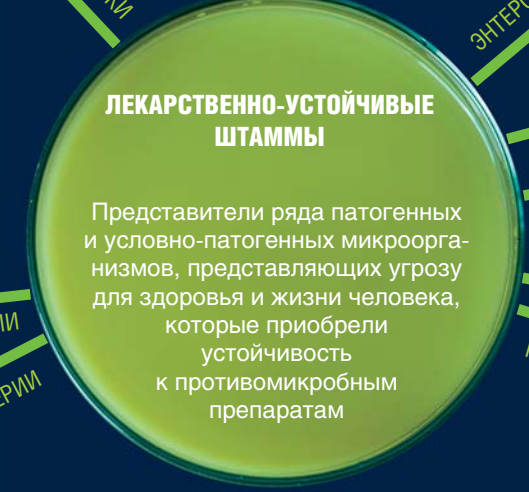 ЛЕКАРСТВЕННО-УСТОЙЧИВЫЕ
ШТАММЫ
Представители ряда патогенных
и условно-патогенных микроорга-
низмов, представляющих угрозу
для здоровья и жизни человека,
которые приобрели
устойчивость
к противомикробным
препаратам